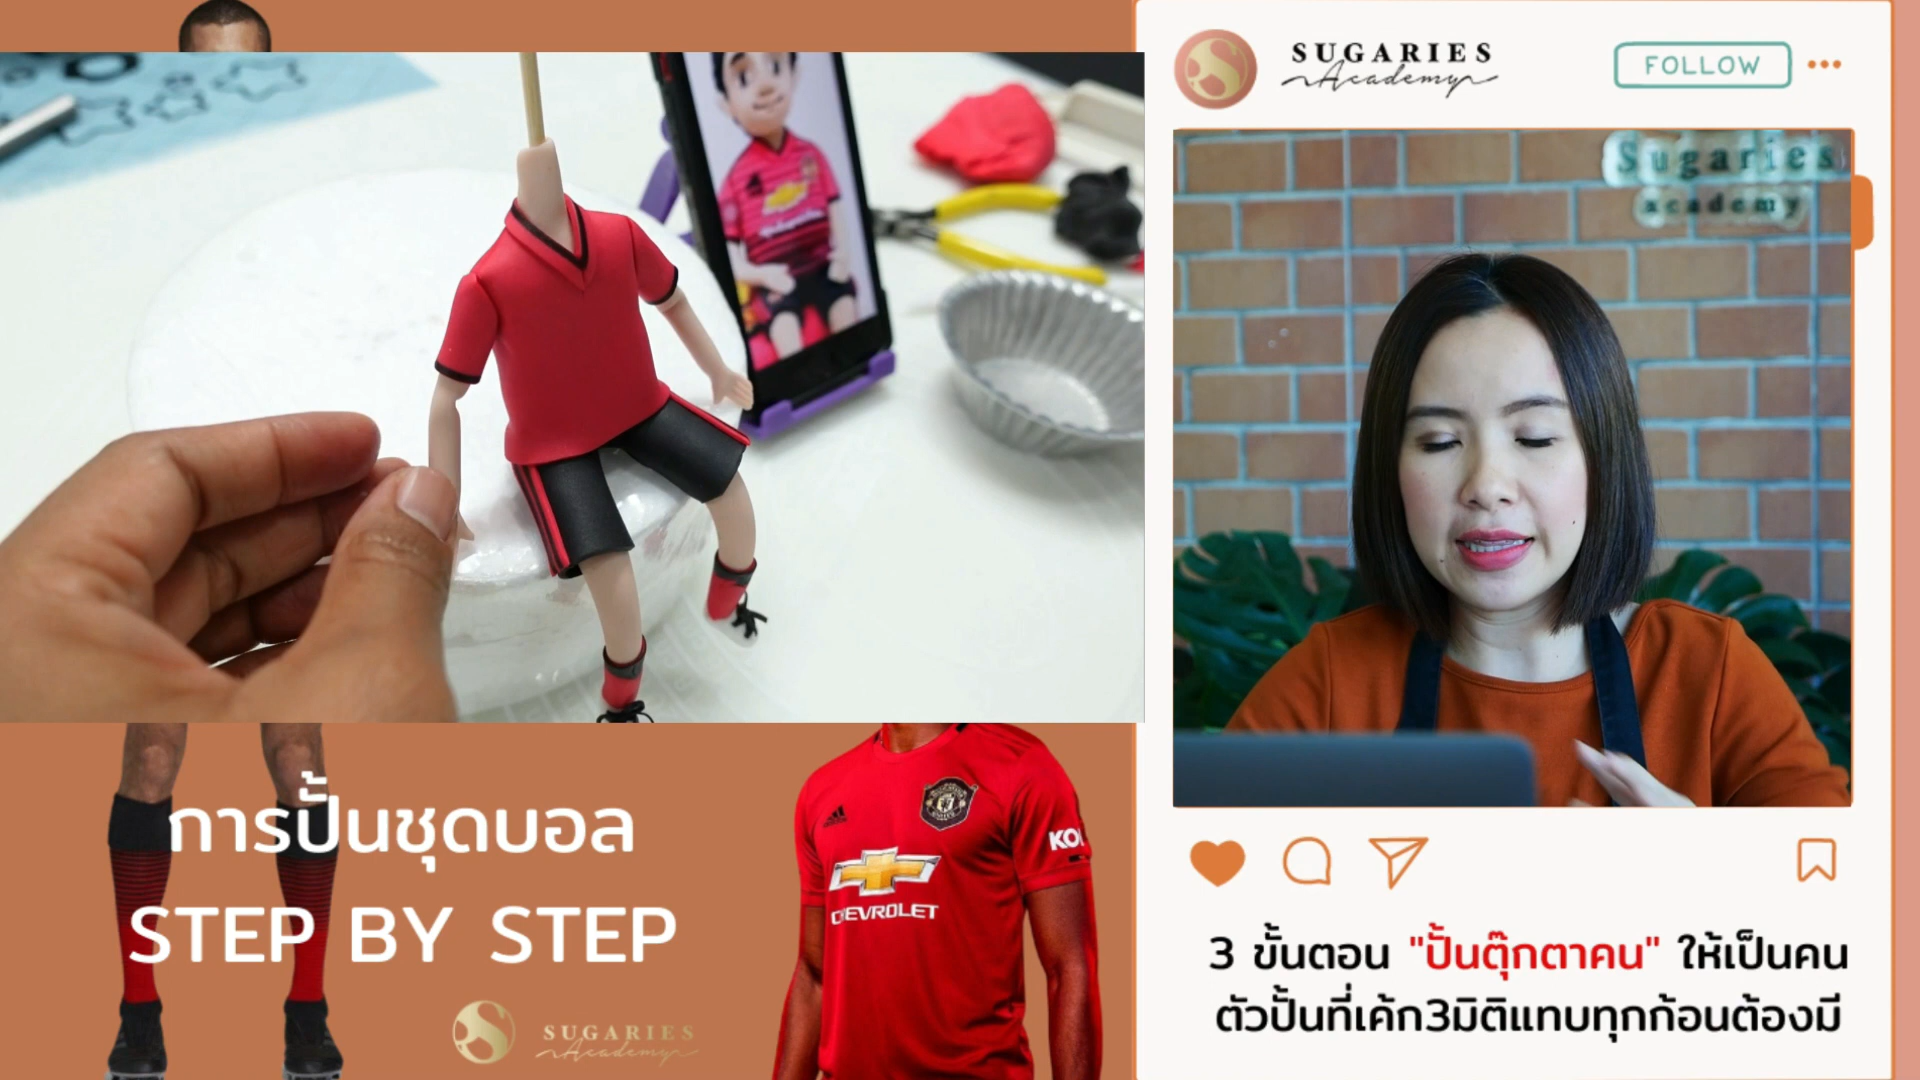 การปั้นชุดบอล
STEP BY STEP
SUGARIES
Academy
CHEVROLET
SUGARIES
Academy
FOLLOW
Sugaries
academy
3 ขั้นตอน "ปั้นตุ๊กตาคน" ให้เป็นคน
ตัวปั้นที่เค้ก3มิติแทบทุกก้อนต้องมี